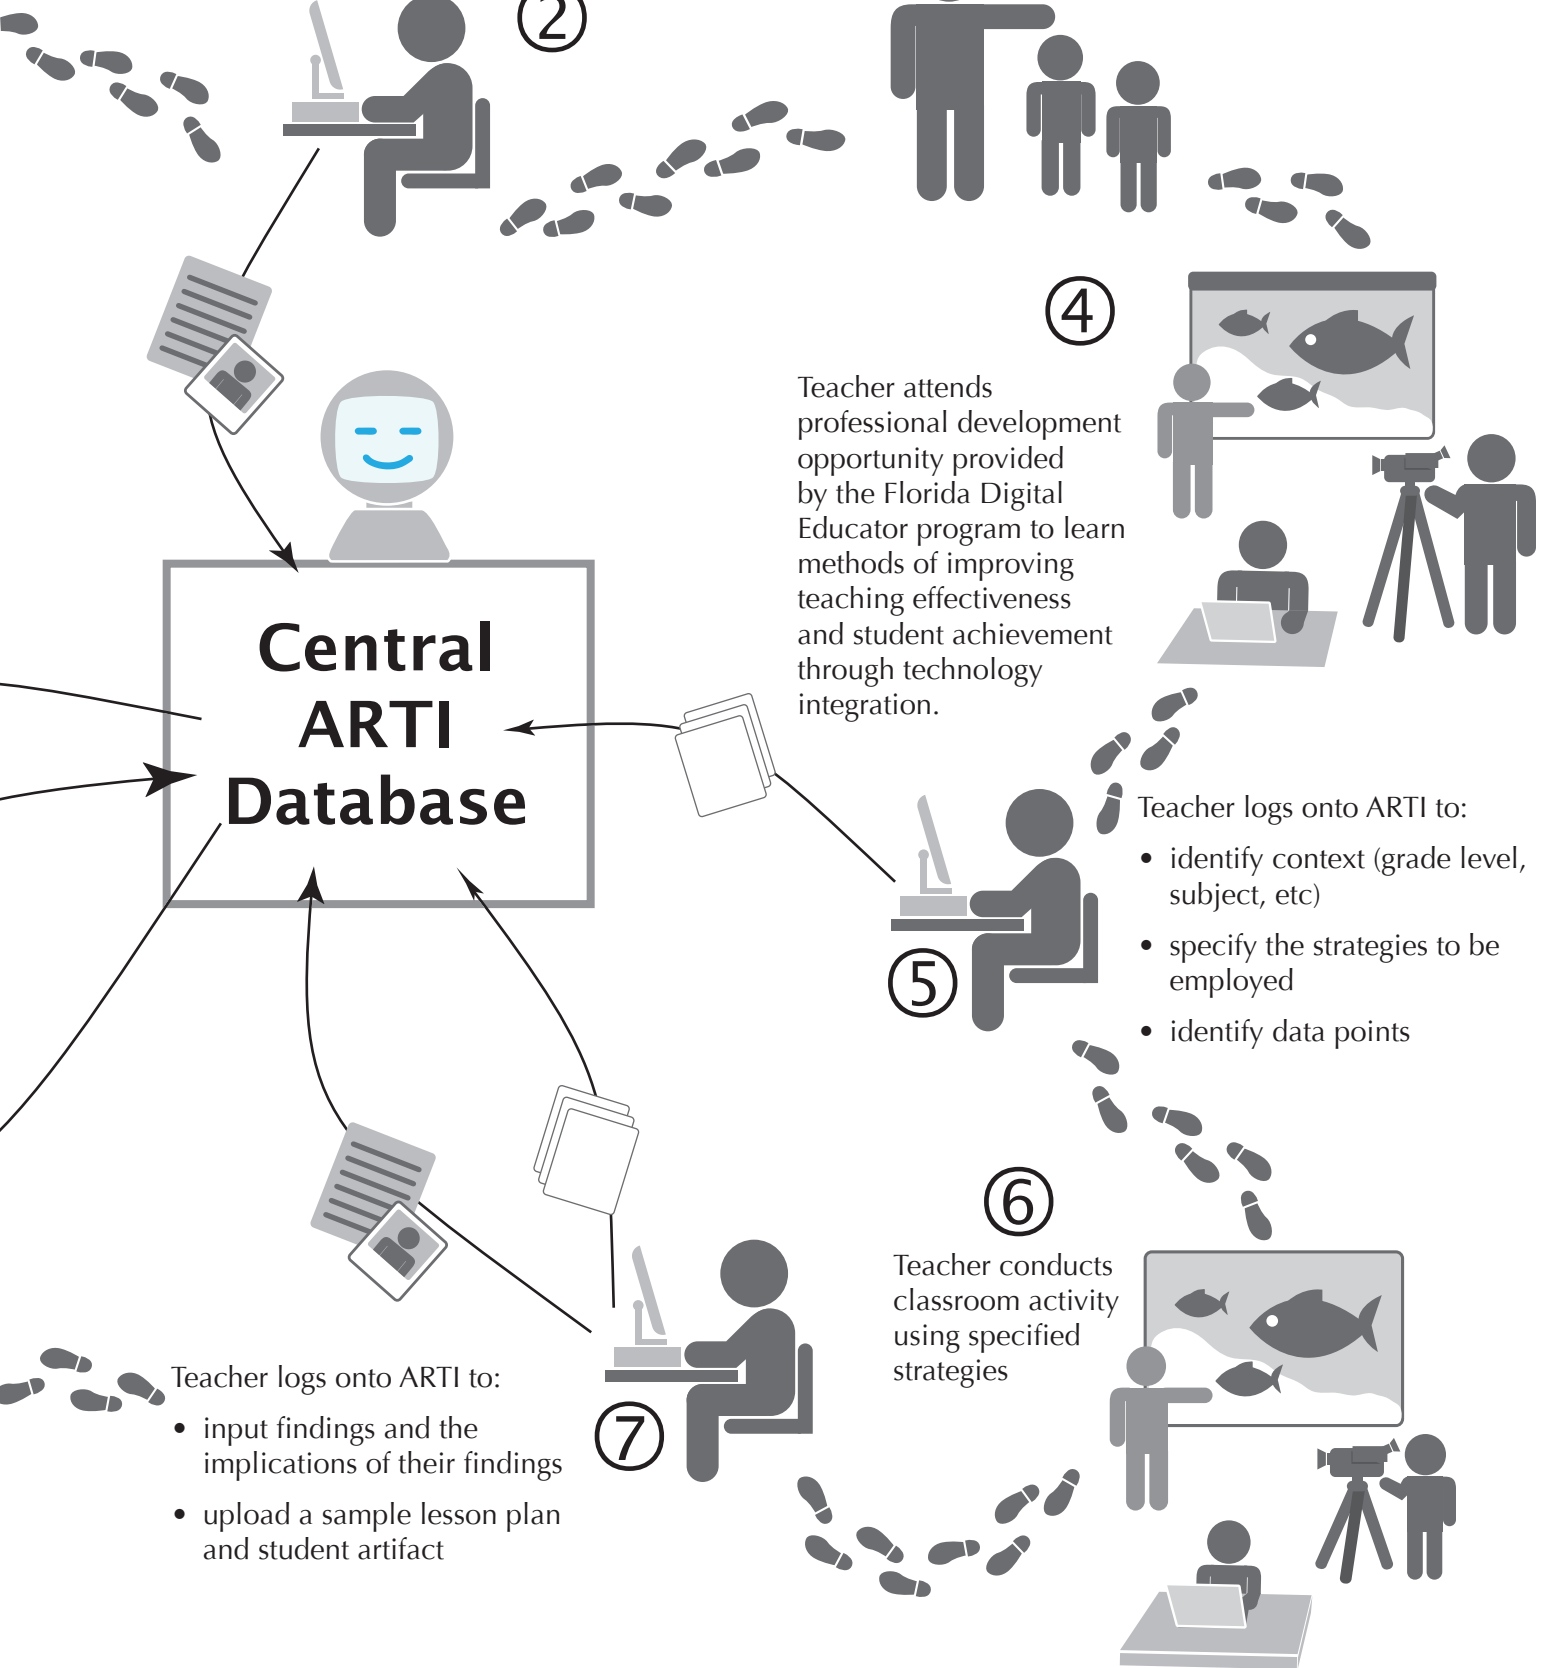 2
4
Teacher attends
professional development
opportunity provided
by the Florida Digital
Educator program to learn
methods of improving
teaching effectiveness
and student achievement
through technology
integration.
Central
ARTI
Database
5
Teacher logs onto ARTI to:
• identify context (grade level,
subject, etc)
• specify the strategies to be
employed
• identify data points
6
Teacher conducts
classroom activity
using specified
strategies
7
Teacher logs onto ARTI to:
• input findings and the
implications of their findings
• upload a sample lesson plan
and student artifact